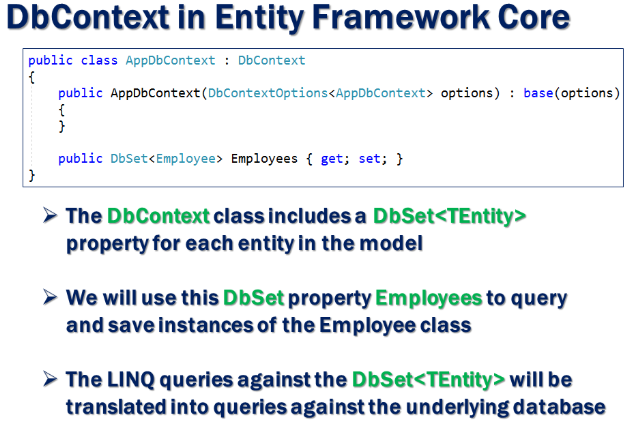 DbContext in Entity Framework Core
public class AppDbContext : DbContext
{
    public AppDbContext(DbContextOptions<AppDbContext> options) : base(options)
    {
    }
    public DbSet<Employee> Employees { get; set; }
}
➢ The DbContext class includes a DbSet<TEntity>
property for each entity in the model
➢ We will use this DbSet property Employees to query
and save instances of the Employee class
➢ The LINQ queries against the DbSet<TEntity> will be
translated into queries against the underlying database